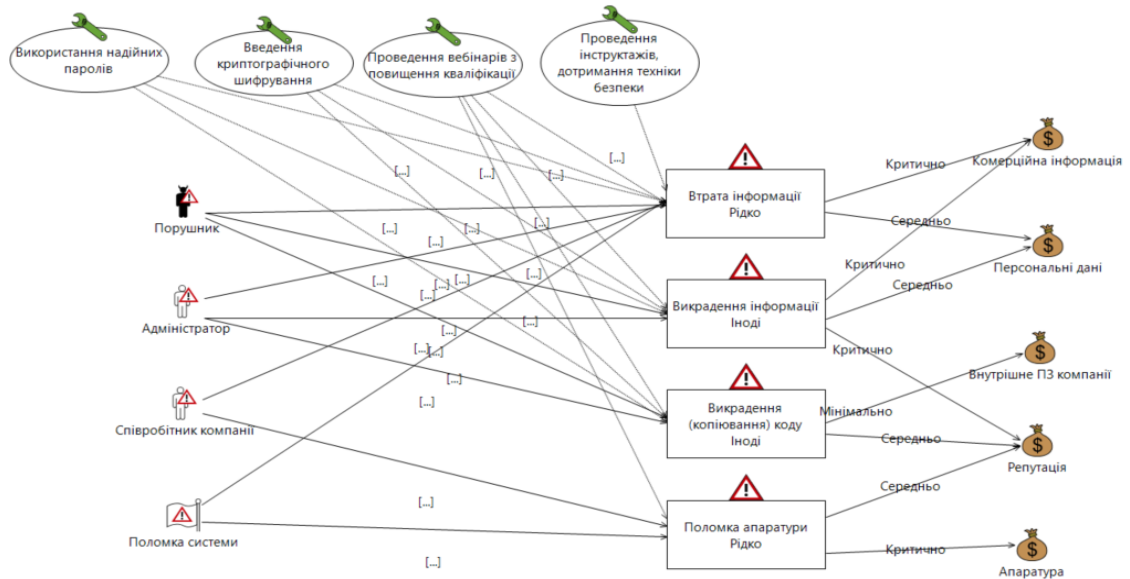 Використання надійних
паролів
Введення
криптографічного
шифрування
Проведення вебінарів з
повищення кваліфікації
Проведення
інструктажів,
дотримання техніки
безпеки
[...]
[...]
[...]
[...]
Критично
Комерційна інформація
Втрата інформації
Рідко
Середньо
Порушник
[...]
[...]
[...]
[...]
Персональні дані
Критично
Середньо
[...]
[...]
[...]
[...]
[...]
Викрадення інформації
Іноді
Адміністратор
[...]
[...]
[...]
[...]
Критично
Внутрішне ПЗ компанії
[...]
[...]
Мінімально
Викрадення
(копіювання) коду
Іноді
Середньо
Співробітник компанії
Репутація
Середньо
[...]
Поломка апаратури
Рідко
Поломка системи
Критично
[...]
Апаратура